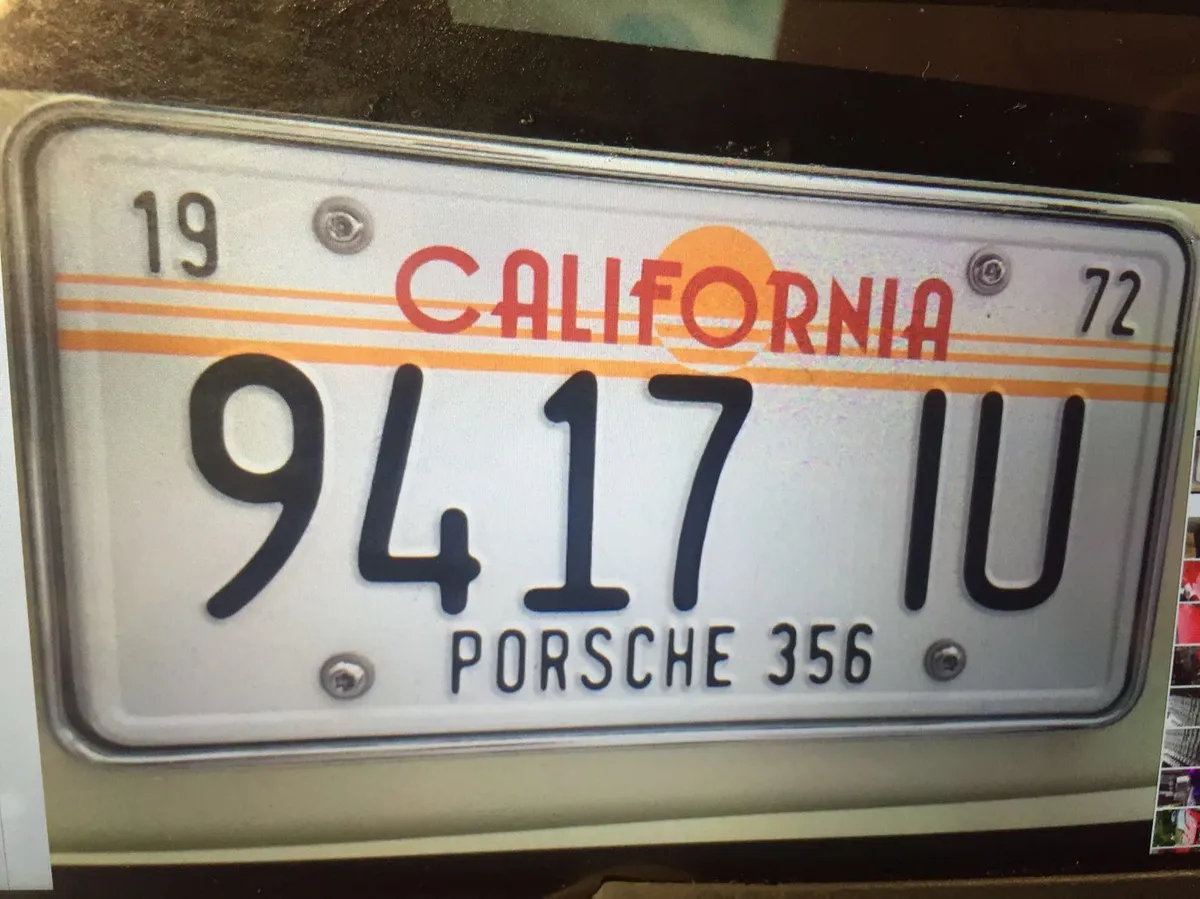 19 72
CALIFORNIA
9417 IU
PORSCHE 356